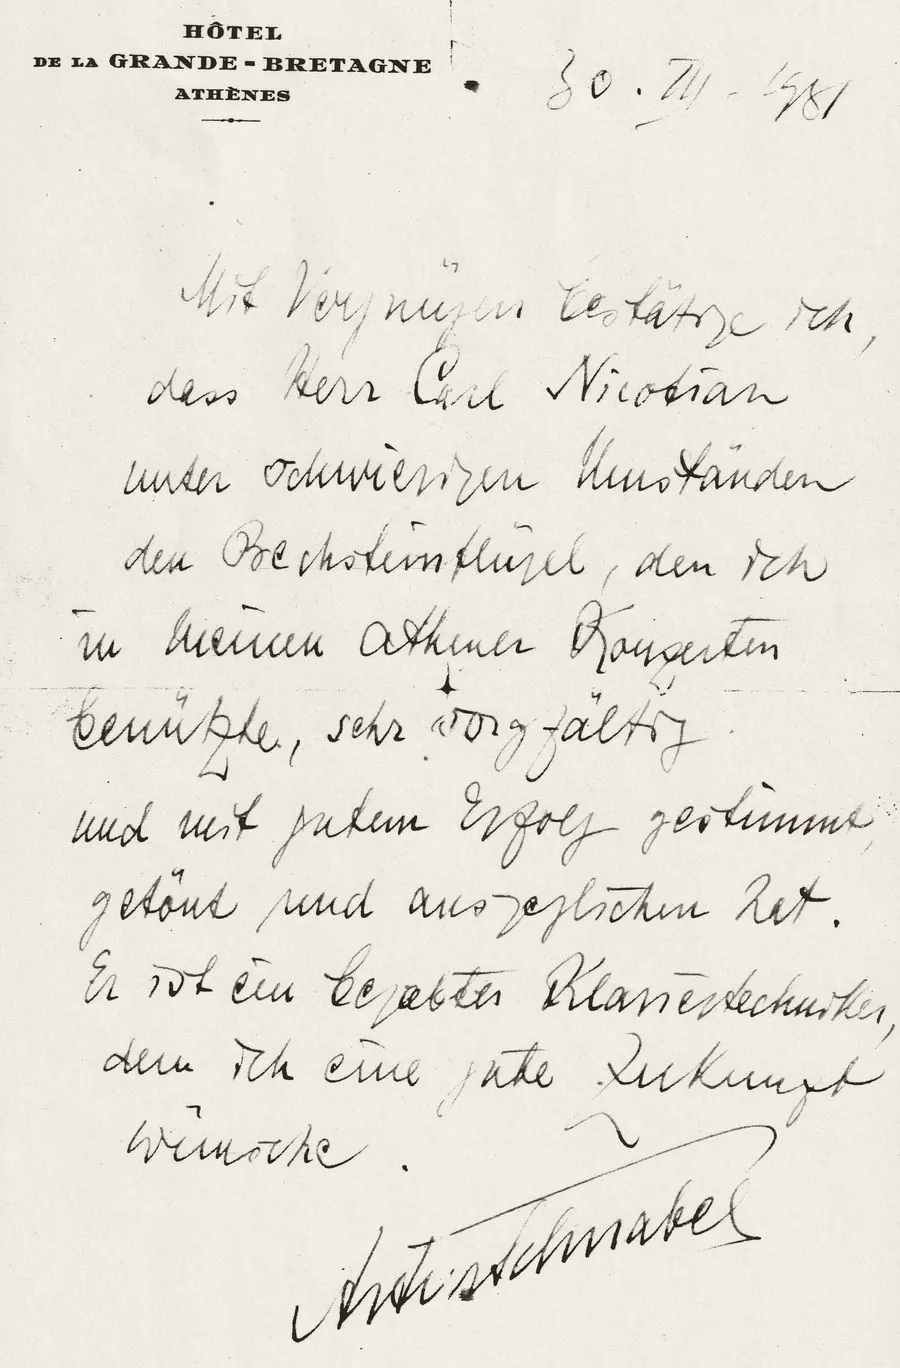 HÔTEL
DE LA GRANDE-BRETAGNE
ATHÈNES
30. III. 1931
Mit Vergnügen bestätige ich,
dass Herr Carl Nicotian
unter schwierigen Umständen
den Bechsteinflügel, den ich
in meinen Athener Konzerten
benützte, sehr sorgfältig
und mit gutem Erfolg gestimmt,
getönt und ausgeglichen hat.
Er ist ein begabter Klaviertechniker,
dem ich eine gute Zukunft
wünsche.
Artur Schnabel